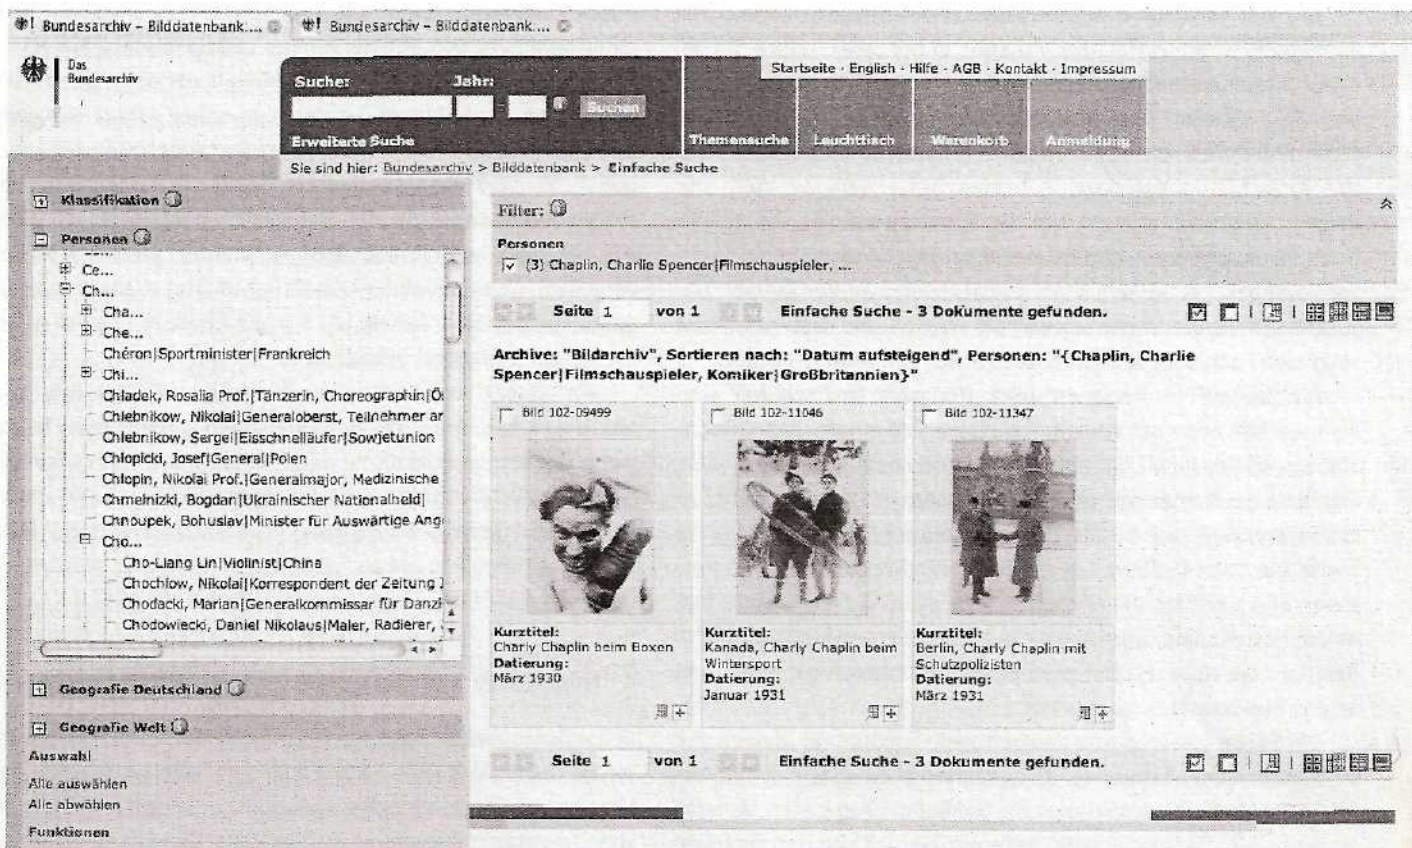 Bundesarchiv – Bilddatenbank....
Bundesarchiv – Bilddatenbank....
Das
Bundesarchiv
Suche:
Jahr:
-
Suchen
Erweiterte Suche
Startseite · English · Hilfe · AGB · Kontakt · Impressum
Themensuche
Leuchttisch
Warenkorb
Anmeldung
Sie sind hier: Bundesarchiv > Bilddatenbank > Einfache Suche
Klassifikation
Personen
Ce...
Ch...
Cha...
Che...
Chéron|Sportminister|Frankreich
Chi...
Chladek, Rosalia Prof.|Tänzerin, Choreographin|Ö
Chlebnikow, Nikolai|Generaloberst, Teilnehmer ar
Chlebnikow, Sergei|Eisschnelläufer|Sowjetunion
Chlopicki, Josef|General|Polen
Chlopin, Nikolai Prof.|Generalmajor, Medizinische
Chmelnizki, Bogdan|Ukrainischer Nationalheld|
Chnoupek, Bohuslav|Minister für Auswärtige Ang
Cho...
Cho-Liang Lin|Violinist|China
Chochlow, Nikolai|Korrespondent der Zeitung
Chodacki, Marian|Generalkommissar für Danzi
Chodowiecki, Daniel Nikolaus|Maler, Radierer,
Geografie Deutschland
Geografie Welt
Auswahl
Alle auswählen
Alle abwählen
Funktionen
Filter:
Personen
(3) Chaplin, Charlie Spencer|Filmschauspieler, ...
Seite 1 von 1 Einfache Suche - 3 Dokumente gefunden.
Archive: "Bildarchiv", Sortieren nach: "Datum aufsteigend", Personen: "{Chaplin, Charlie
Spencer|Filmschauspieler, Komiker|Großbritannien}"
Bild 102-09499
Kurztitel:
Charly Chaplin beim Boxen
Datierung:
März 1930
Bild 102-11046
Kurztitel:
Kanada, Charly Chaplin beim
Wintersport
Datierung:
Januar 1931
Bild 102-11347
Kurztitel:
Berlin, Charly Chaplin mit
Schutzpolizisten
Datierung:
März 1931
Seite 1 von 1 Einfache Suche - 3 Dokumente gefunden.